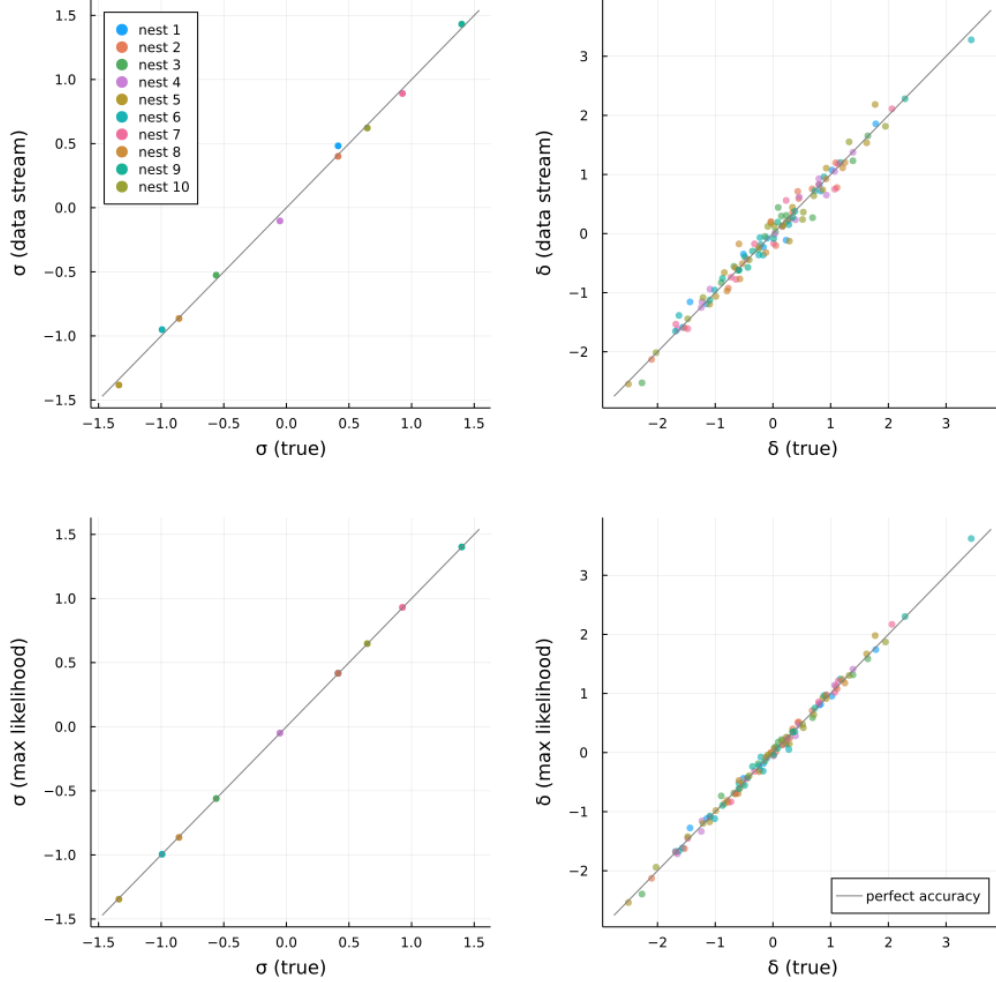 nest 1
nest 2
nest 3
nest 4
nest 5
nest 6
nest 7
nest 8
nest 9
nest 10
1.5
1.0
0.5
0.0
−0.5
−1.0
−1.5
σ (data stream)
−1.5 −1.0 −0.5 0.0 0.5 1.0 1.5
σ (true)
3
2
1
0
−1
−2
δ (data stream)
−2 −1 0 1 2 3
δ (true)
1.5
1.0
0.5
0.0
−0.5
−1.0
−1.5
σ (max likelihood)
−1.5 −1.0 −0.5 0.0 0.5 1.0 1.5
σ (true)
3
2
1
0
−1
−2
δ (max likelihood)
perfect accuracy
−2 −1 0 1 2 3
δ (true)